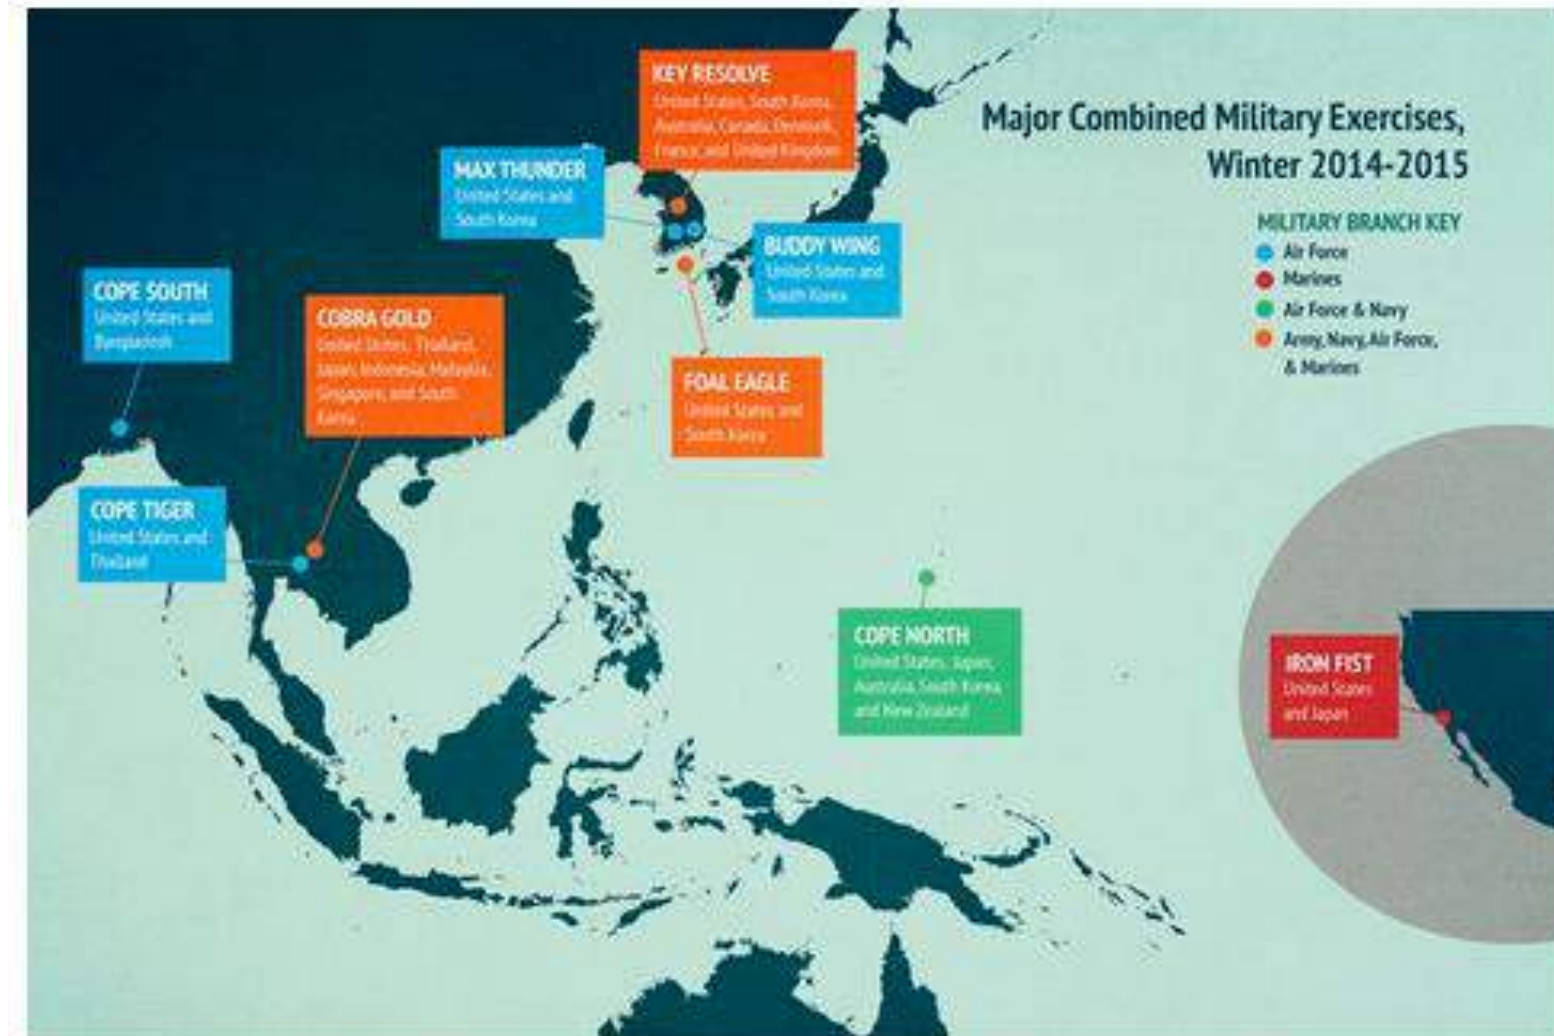 KEY RESOLVE
United States, South Korea,
Australia, Canada, Denmark,
France, and United Kingdom
Major Combined Military Exercises,
Winter 2014-2015
MAX THUNDER
United States and
South Korea
MILITARY BRANCH KEY
Air Force
Marines
Air Force & Navy
Army, Navy, Air Force,
& Marines
BUDDY WING
United States and
South Korea
COPE SOUTH
United States and
Bangladesh
COBRA GOLD
United States, Thailand,
Japan, Indonesia, Malaysia,
Singapore, and South
Korea
FOAL EAGLE
United States and
South Korea
COPE TIGER
United States and
Thailand
COPE NORTH
United States, Japan,
Australia, South Korea,
and New Zealand
IRON FIST
United States
and Japan